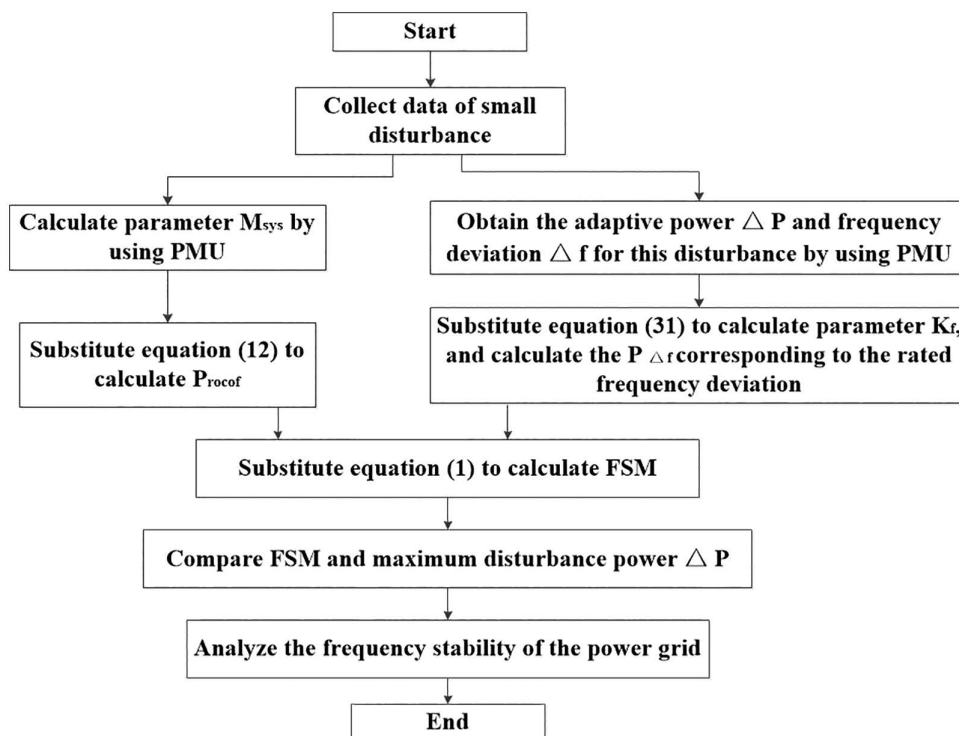 Start
Collect data of small
disturbance
Calculate parameter Msys by
using PMU
Obtain the adaptive power △ P and frequency
deviation △ f for this disturbance by using PMU
Substitute equation (12) to
calculate Procof
Substitute equation (31) to calculate parameter Kf,
and calculate the P △f corresponding to the rated
frequency deviation
Substitute equation (1) to calculate FSM
Compare FSM and maximum disturbance power △ P
Analyze the frequency stability of the power grid
End